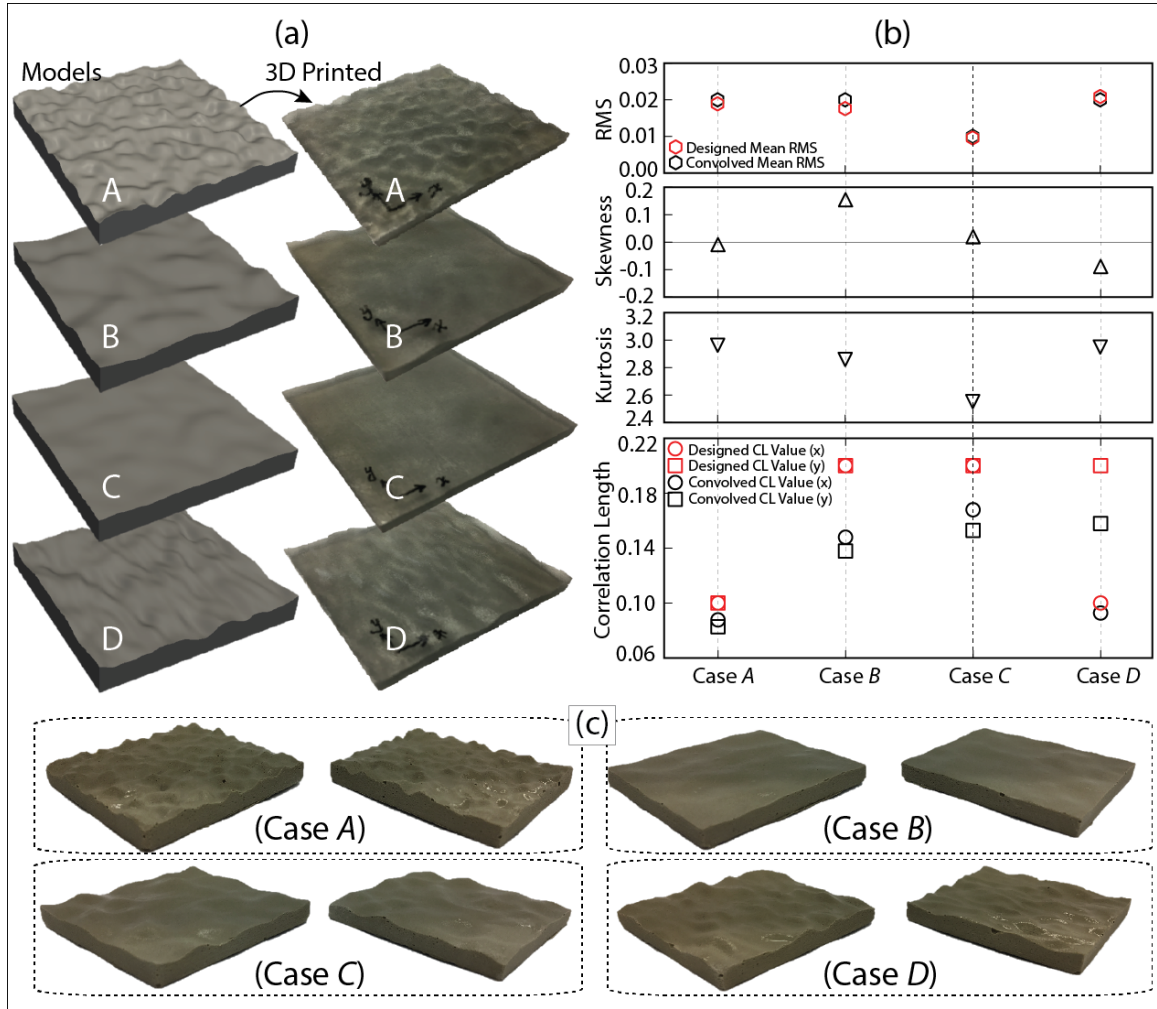 (a)
Models
3D Printed
A
A
x
B
B
x
C
C
x
D
D
(b)
0.03
0.02
0.01
0.00
RMS
Designed Mean RMS
Convolved Mean RMS
0.2
0.1
0.0
-0.1
-0.2
Skewness
3.2
3.0
2.8
2.6
2.4
Kurtosis
0.22
0.18
0.14
0.10
0.06
Correlation Length
Designed CL Value (x)
Designed CL Value (y)
Convolved CL Value (x)
Convolved CL Value (y)
Case A
Case B
Case C
Case D
(c)
(Case A)
(Case B)
(Case C)
(Case D)